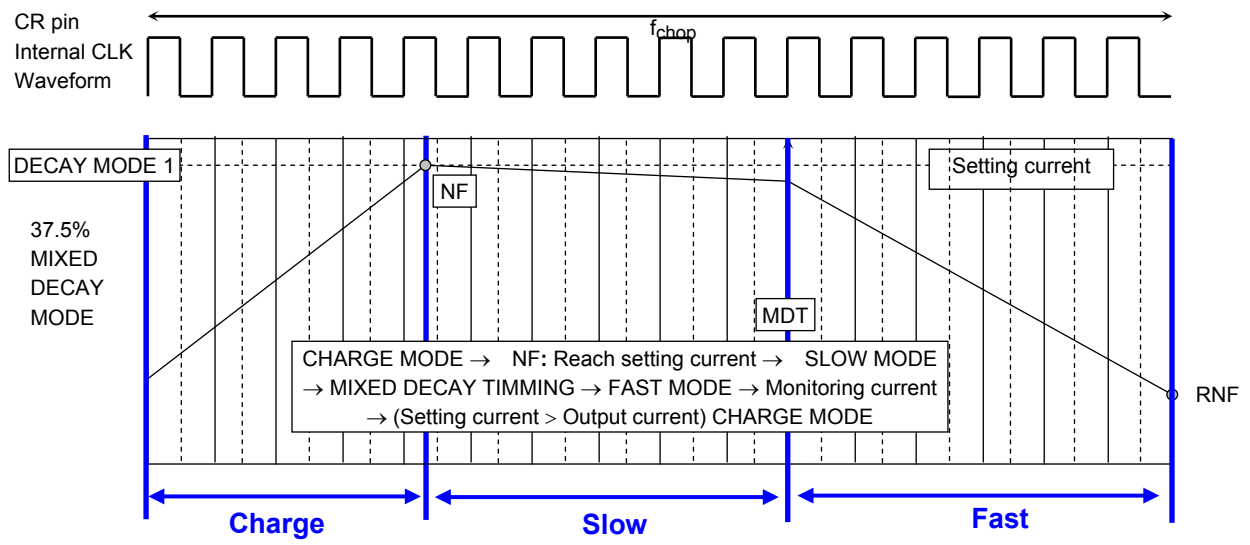 CR pin
Internal CLK
Waveform
fchop
DECAY MODE 1
Setting current
NF
37.5%
MIXED
DECAY
MODE
MDT
CHARGE MODE → NF: Reach setting current → SLOW MODE
→ MIXED DECAY TIMMING → FAST MODE → Monitoring current
→ (Setting current > Output current) CHARGE MODE
RNF
Charge
Slow
Fast